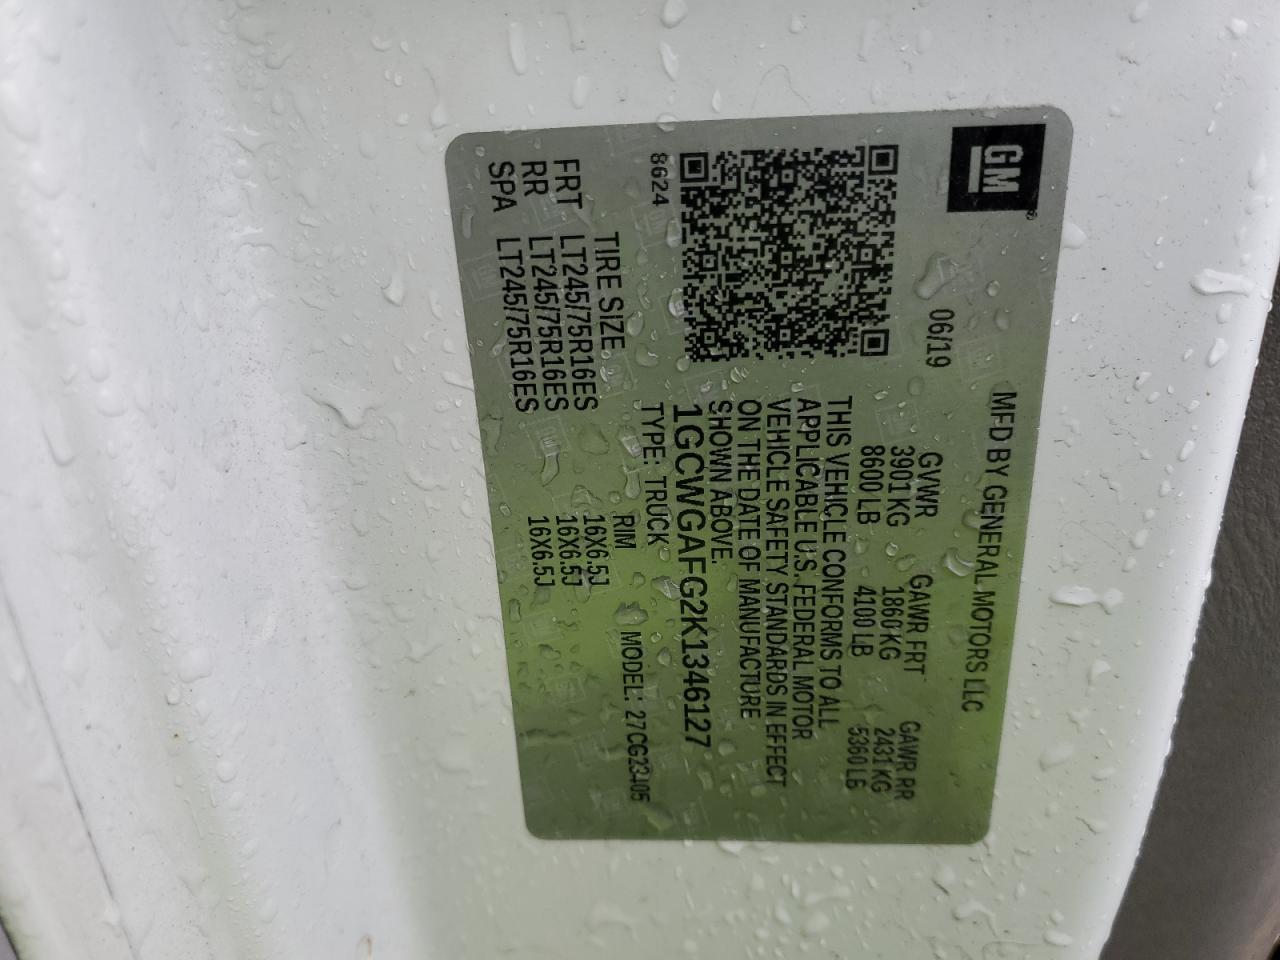 GM
MFD BY GENERAL MOTORS LLC
06/19
GVWR GAWR FRT GAWR RR
3901 KG 1860 KG 2431 KG
8600 LB 4100 LB 5360 LB
THIS VEHICLE CONFORMS TO ALL
APPLICABLE U.S. FEDERAL MOTOR
VEHICLE SAFETY STANDARDS IN EFFECT
ON THE DATE OF MANUFACTURE
SHOWN ABOVE.
8624
1GCWGAFG2K1346127
TYPE: TRUCK MODEL: 27CG23405
TIRE SIZE RIM
FRT LT245/75R16ES 16X6.5J
RR LT245/75R16ES 16X6.5J
SPA LT245/75R16ES 16X6.5J